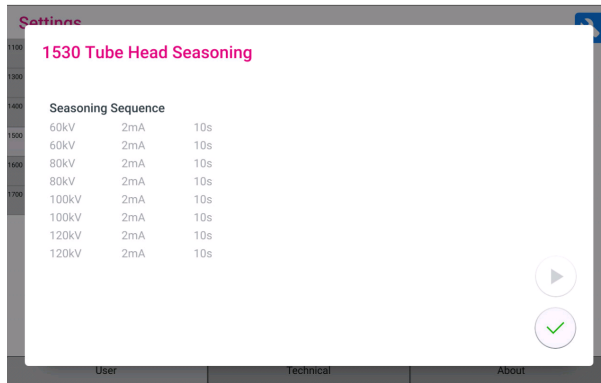 Settings
1100
1300
1400
1500
1600
1700
1530 Tube Head Seasoning
Seasoning Sequence
60kV 2mA 10s
60kV 2mA 10s
80kV 2mA 10s
80kV 2mA 10s
100kV 2mA 10s
100kV 2mA 10s
120kV 2mA 10s
120kV 2mA 10s
User Technical About